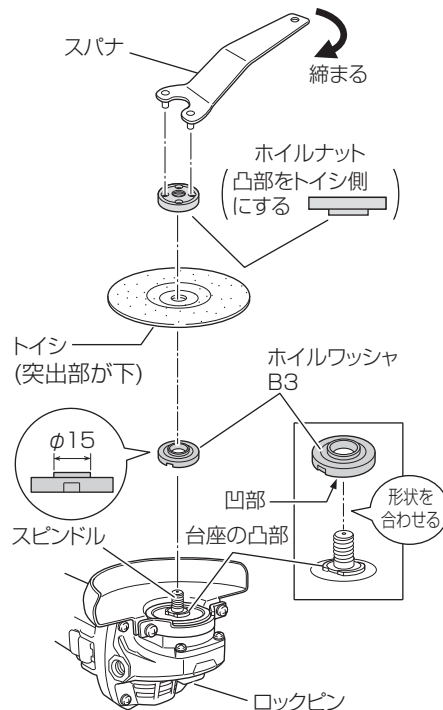 スパナ
締まる
ホイルナット
(凸部をトイシ側
にする)
トイシ
(突出部が下)
ホイルワッシャ
B3
φ15
凹部
形状を
合わせる
スピンドル
台座の凸部
ロックピン